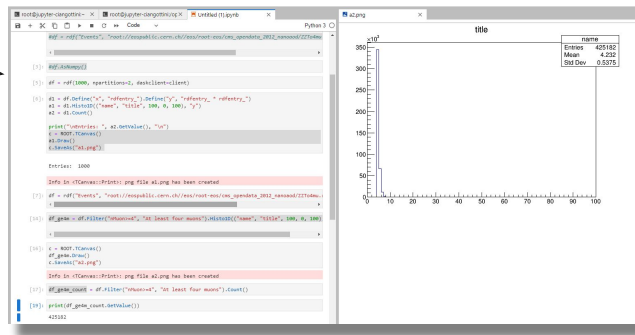 root@jupyter-ciangottini:~
root@jupyter-ciangottini:/op
Untitled (1).ipynb
Code
Python 3
#df = rdf("Events", "root://eospublic.cern.ch//eos/root-eos/cms_opendata_2012_nanoaod/ZZTo4mu
#df.AsNumpy()
df = rdf(1000, npartitions=2, daskclient=client)
d1 = df.Define("x", "rdfentry_").Define("y", "rdfentry_ * rdfentry_")
a1 = d1.Histo1D(("name", "title", 100, 0, 100), "y")
a2 = d1.Count()
print("\nEntries: ", a2.GetValue(), "\n")
c = ROOT.TCanvas()
a1.Draw()
c.SaveAs("a1.png")
Entries: 1000
Info in <TCanvas::Print>: png file a1.png has been created
df = rdf("Events", "root://eospublic.cern.ch//eos/root-eos/cms_opendata_2012_nanoaod/ZZTo4mu.
df_ge4m = df.Filter("nMuon>=4", "At least four muons").Histo1D(("name", "title", 100, 0, 100)
c = ROOT.TCanvas()
df_ge4m.Draw()
c.SaveAs("a2.png")
Info in <TCanvas::Print>: png file a2.png has been created
[17]: df_ge4m_count = df.Filter("nMuon>=4", "At least four muons").Count()
[19]: print(df_ge4m_count.GetValue())
425182
a2.png
title
name
Entries 425182
Mean 4.232
Std Dev 0.5375
×10³
350
300
250
200
150
100
50
0
0 10 20 30 40 50 60 70 80 90 100